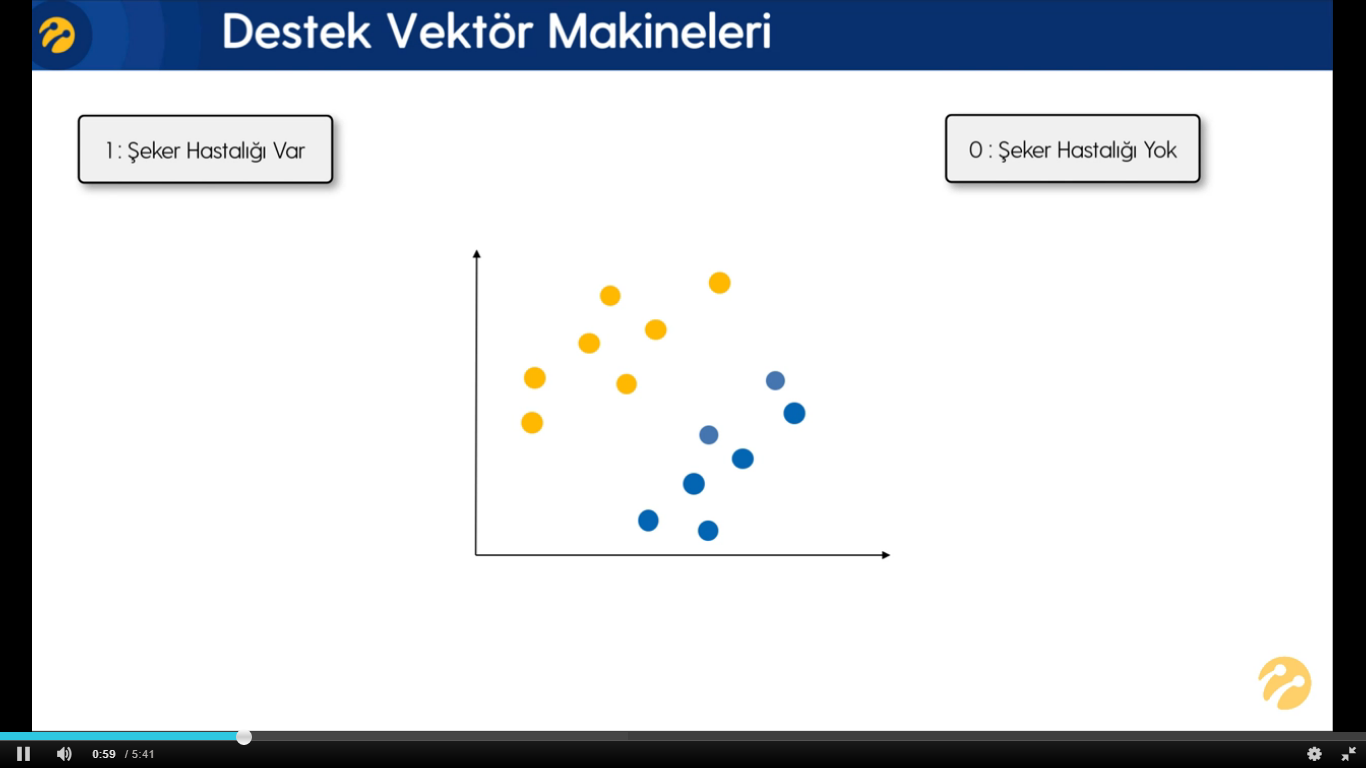 Destek Vektör Makineleri
1 : Şeker Hastalığı Var
0 : Şeker Hastalığı Yok
0:59 / 5:41